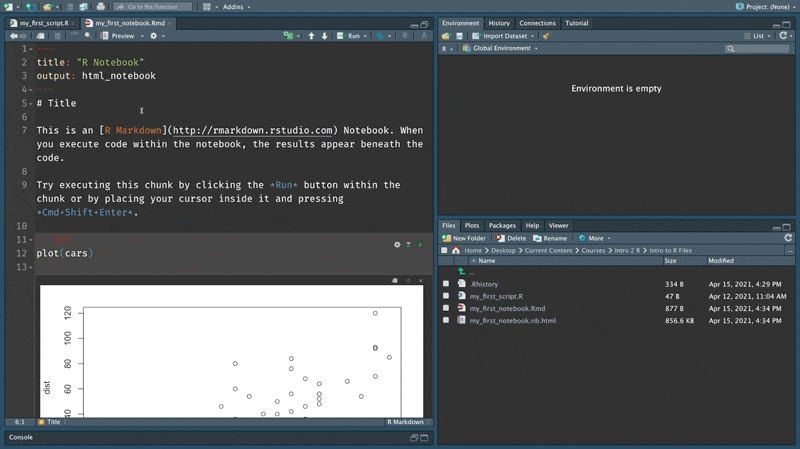 Go to file/function
Addins
Project: (None)
my_first_script.R
my_first_notebook.Rmd
Preview
Run
1 ---
2 title: "R Notebook"
3 output: html_notebook
4 ---
5 # Title
6
7 This is an [R Markdown](http://rmarkdown.rstudio.com) Notebook. When
you execute code within the notebook, the results appear beneath the
code.
8
9 Try executing this chunk by clicking the *Run* button within the
chunk or by placing your cursor inside it and pressing
*Cmd+Shift+Enter*.
10
11
12 plot(cars)
13
120
100
80
60
40
dist
6:1 Title R Markdown
Console
Environment History Connections Tutorial
Import Dataset
List
R Global Environment
Environment is empty
Files Plots Packages Help Viewer
New Folder Delete Rename More
Home Desktop Current Content Courses Intro 2 R Intro to R Files
Name Size Modified
..
.Rhistory 334 B Apr 15, 2021, 4:29 PM
my_first_script.R 47 B Apr 12, 2021, 11:04 AM
my_first_notebook.Rmd 877 B Apr 15, 2021, 4:34 PM
my_first_notebook.nb.html 856.6 KB Apr 15, 2021, 4:34 PM